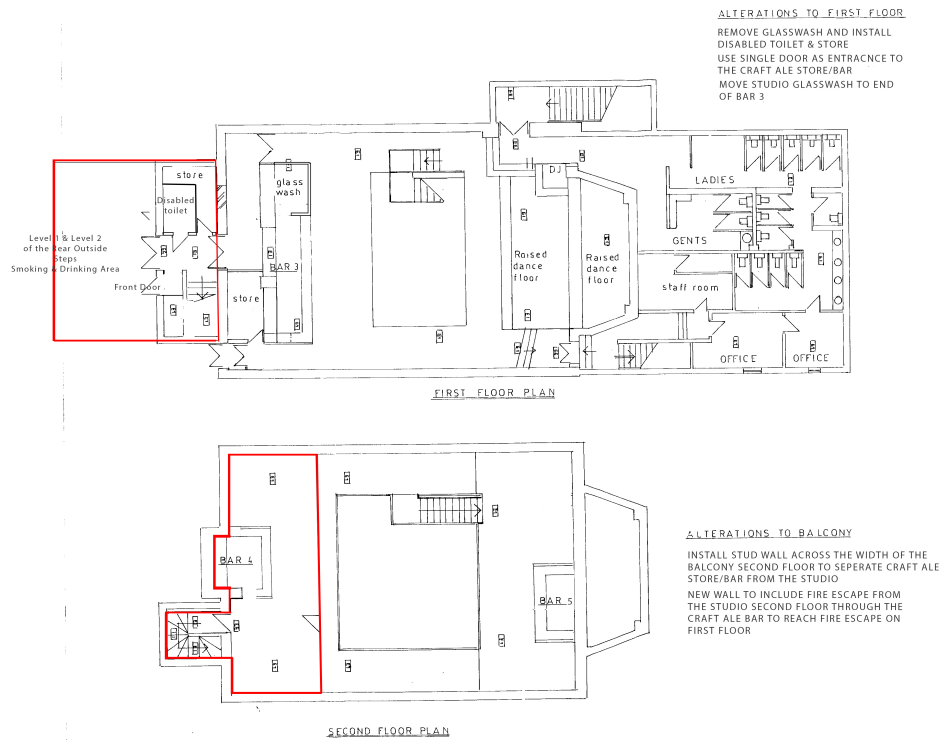 ALTERATIONS TO FIRST FLOOR
REMOVE GLASSWASH AND INSTALL
DISABLED TOILET & STORE
USE SINGLE DOOR AS ENTRACNCE TO
THE CRAFT ALE STORE/BAR
MOVE STUDIO GLASSWASH TO END
OF BAR 3
store
Disabled
toilet
Level 1 & Level 2
of the Rear Outside
Steps
Smoking & Drinking Area
Front Door
glass
wash
BAR 3
store
DJ
Raised
dance
floor
Raised
dance
floor
LADIES
GENTS
staff room
OFFICE
OFFICE
FIRST FLOOR PLAN
BAR 4
BAR 5
SECOND FLOOR PLAN
ALTERATIONS TO BALCONY
INSTALL STUD WALL ACROSS THE WIDTH OF THE
BALCONY SECOND FLOOR TO SEPERATE CRAFT ALE
STORE/BAR FROM THE STUDIO
NEW WALL TO INCLUDE FIRE ESCAPE FROM
THE STUDIO SECOND FLOOR THROUGH THE
CRAFT ALE BAR TO REACH FIRE ESCAPE ON
FIRST FLOOR